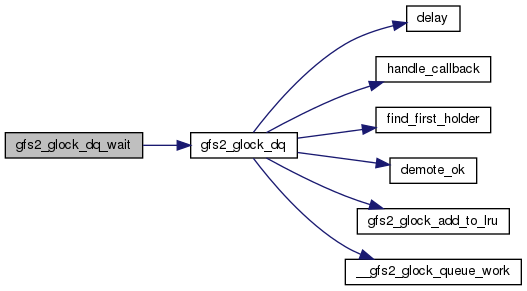 delay
handle_callback
gfs2_glock_dq_wait
gfs2_glock_dq
find_first_holder
demote_ok
gfs2_glock_add_to_lru
__gfs2_glock_queue_work